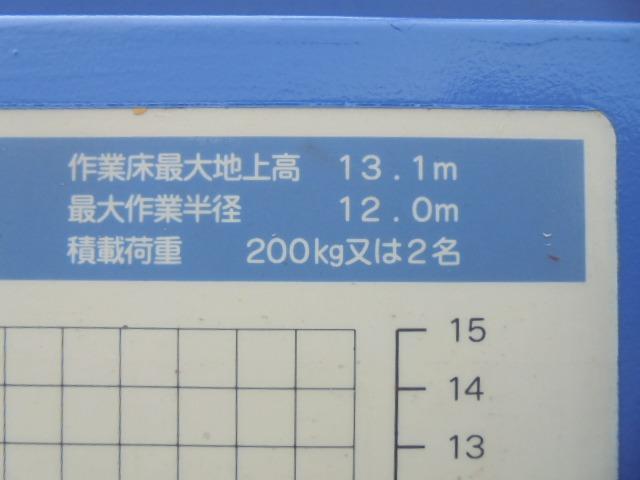 作業床最大地上高 13.1m
最大作業半径 12.0m
積載荷重 200kg又は2名
15
14
13